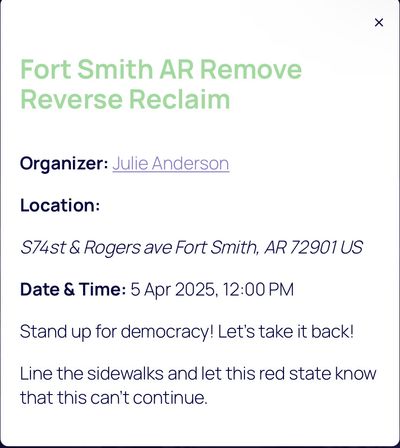 Fort Smith AR Remove
Reverse Reclaim
Organizer: Julie Anderson
Location:
S74st & Rogers ave Fort Smith, AR 72901 US
Date & Time: 5 Apr 2025, 12:00 PM
Stand up for democracy! Let's take it back!
Line the sidewalks and let this red state know
that this can't continue.